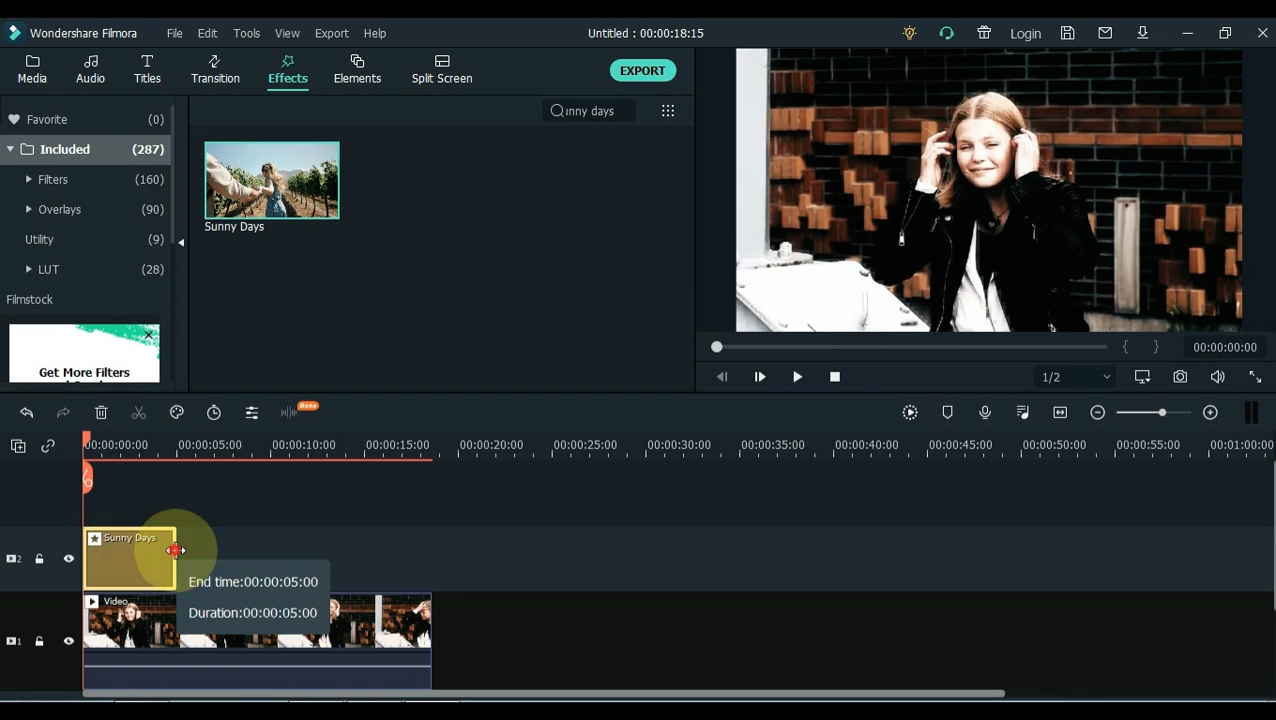 Wondershare Filmora File Edit Tools View Export Help Untitled : 00:00:18:15 Login
Media Audio Titles Transition Effects Elements Split Screen EXPORT
Favorite (0)
Included (287)
Filters (160)
Overlays (90)
Utility (9)
LUT (28)
Filmstock
Get More Filters
unny days
Sunny Days
{ } 00:00:00:00
1/2
Beta
00:00:00:00 00:00:05:00 00:00:10:00 00:00:15:00 00:00:20:00 00:00:25:00 00:00:30:00 00:00:35:00 00:00:40:00 00:00:45:00 00:00:50:00 00:00:55:00 00:01:00:00
2 Sunny Days
End time:00:00:05:00
Duration:00:00:05:00
1 Video